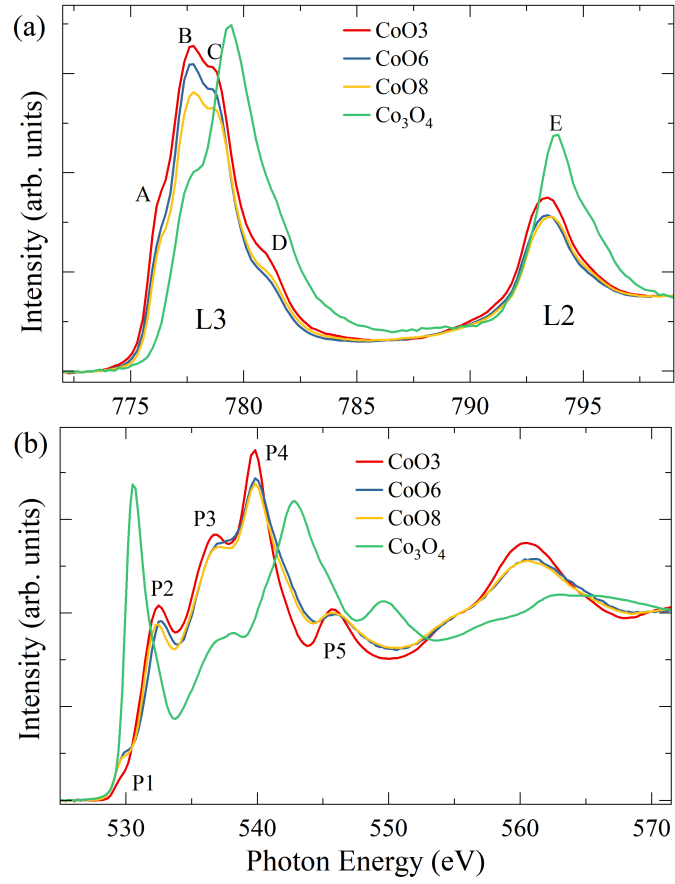 (a)
B
C
A
D
E
L3
L2
CoO3
CoO6
CoO8
Co₃O₄
Intensity (arb. units)
775 780 785 790 795
(b)
P4
P3
P2
P5
P1
CoO3
CoO6
CoO8
Co₃O₄
Intensity (arb. units)
530 540 550 560 570
Photon Energy (eV)